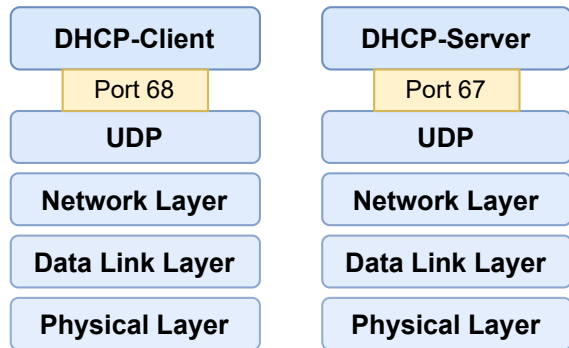 DHCP-Client
Port 68
UDP
Network Layer
Data Link Layer
Physical Layer
DHCP-Server
Port 67
UDP
Network Layer
Data Link Layer
Physical Layer